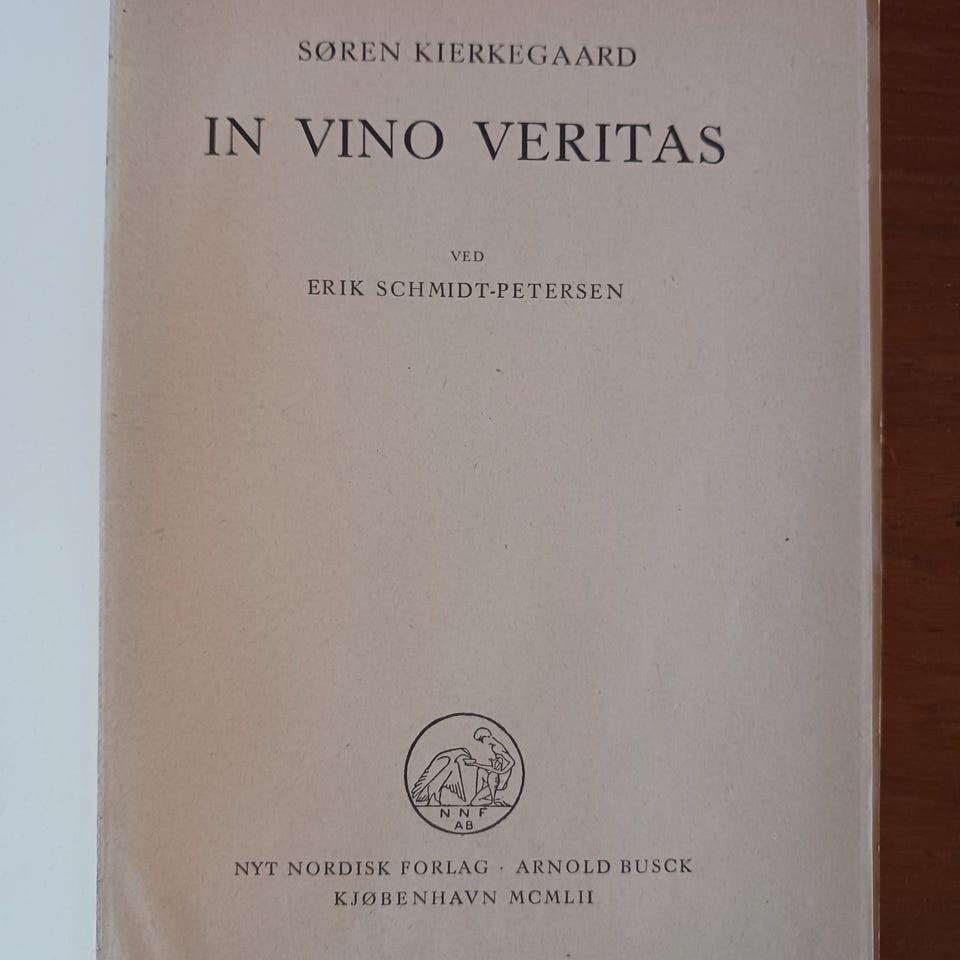 SØREN KIERKEGAARD
IN VINO VERITAS
VED
ERIK SCHMIDT-PETERSEN
N N F
AB
NYT NORDISK FORLAG · ARNOLD BUSCK
KJØBENHAVN MCMLII